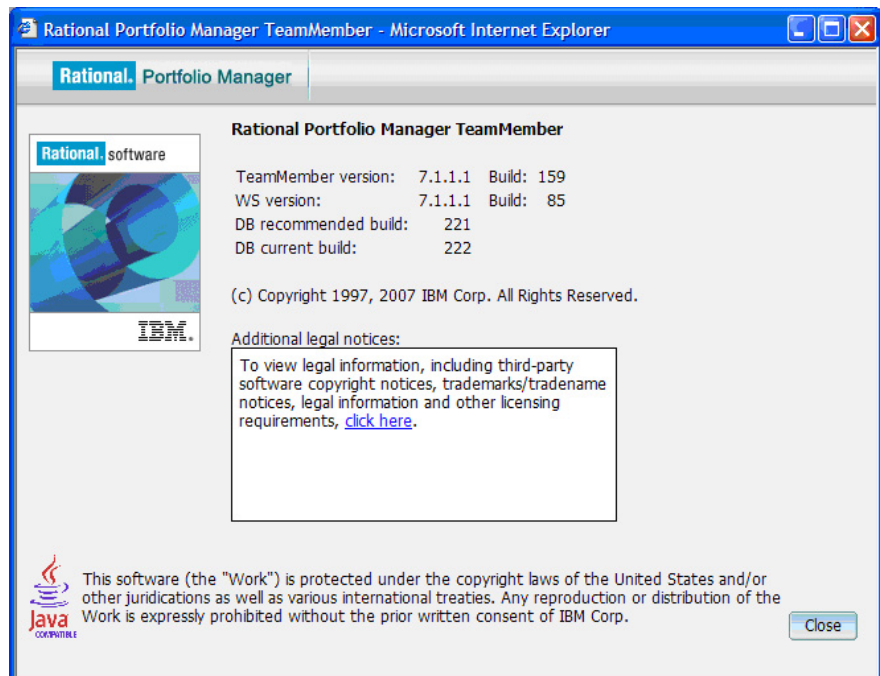 Rational Portfolio Manager TeamMember - Microsoft Internet Explorer
Rational. Portfolio Manager
Rational Portfolio Manager TeamMember
Rational. software
TeamMember version: 7.1.1.1 Build: 159
WS version: 7.1.1.1 Build: 85
DB recommended build: 221
DB current build: 222
(c) Copyright 1997, 2007 IBM Corp. All Rights Reserved.
IBM.
Additional legal notices:
To view legal information, including third-party
software copyright notices, trademarks/tradename
notices, legal information and other licensing
requirements, click here.
This software (the "Work") is protected under the copyright laws of the United States and/or
other juridications as well as various international treaties. Any reproduction or distribution of the
Work is expressly prohibited without the prior written consent of IBM Corp.
Java
COMPATIBLE
Close